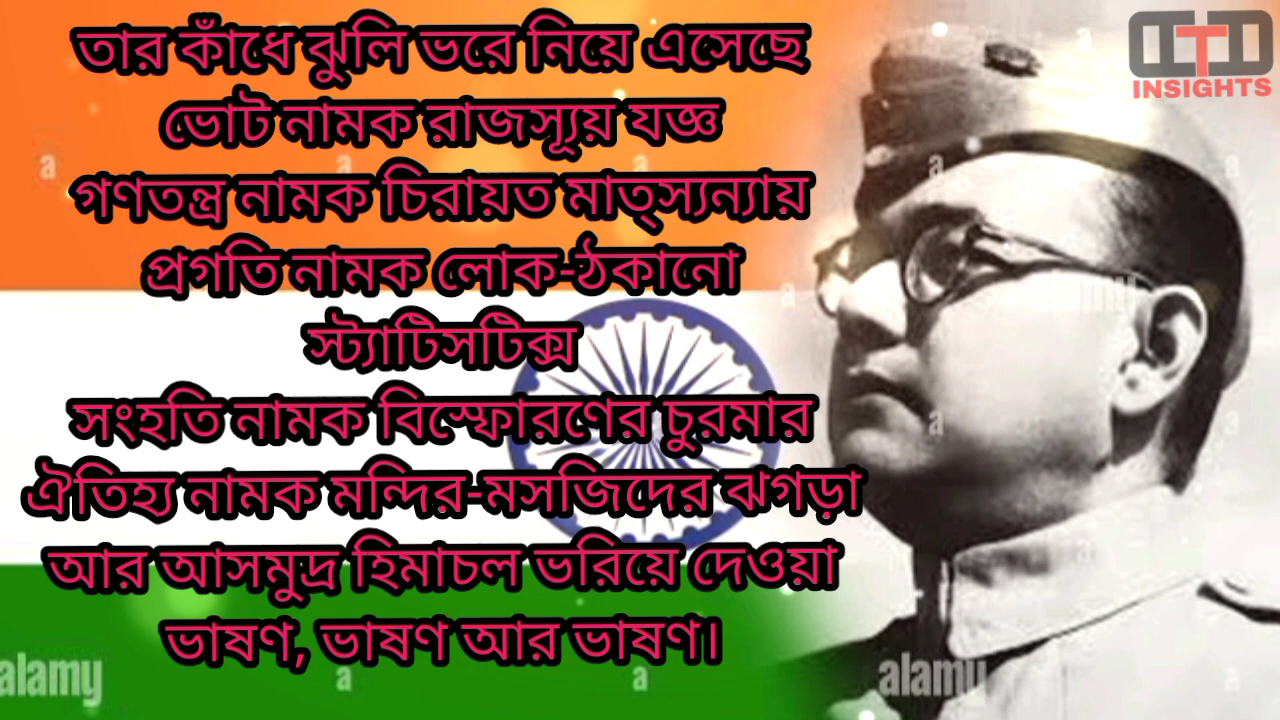 তার কাঁধে ঝুলি ভরে নিয়ে এসেছে
ভোট নামক রাজস্যূয় যজ্ঞ
গণতন্ত্র নামক চিরায়ত মাত্স্যন্যায়
প্রগতি নামক লোক-ঠকানো
স্ট্যাটিসটিক্স
সংহতি নামক বিস্ফোরণের চুরমার
ঐতিহ্য নামক মন্দির-মসজিদের ঝগড়া
আর আসমুদ্র হিমাচল ভরিয়ে দেওয়া
ভাষণ, ভাষণ আর ভাষণ।
INSIGHTS
alamy
alamy
a
a
a
a
a
a
a
a
a